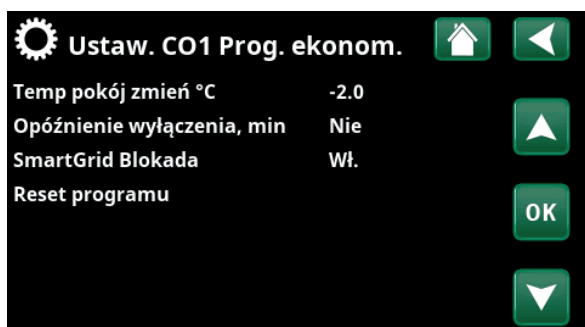 Ustaw. CO1 Prog. ekonom.
Temp pokój zmień °C -2.0
Opóźnienie wyłączenia, min Nie
SmartGrid Blokada Wł.
Reset programu
OK